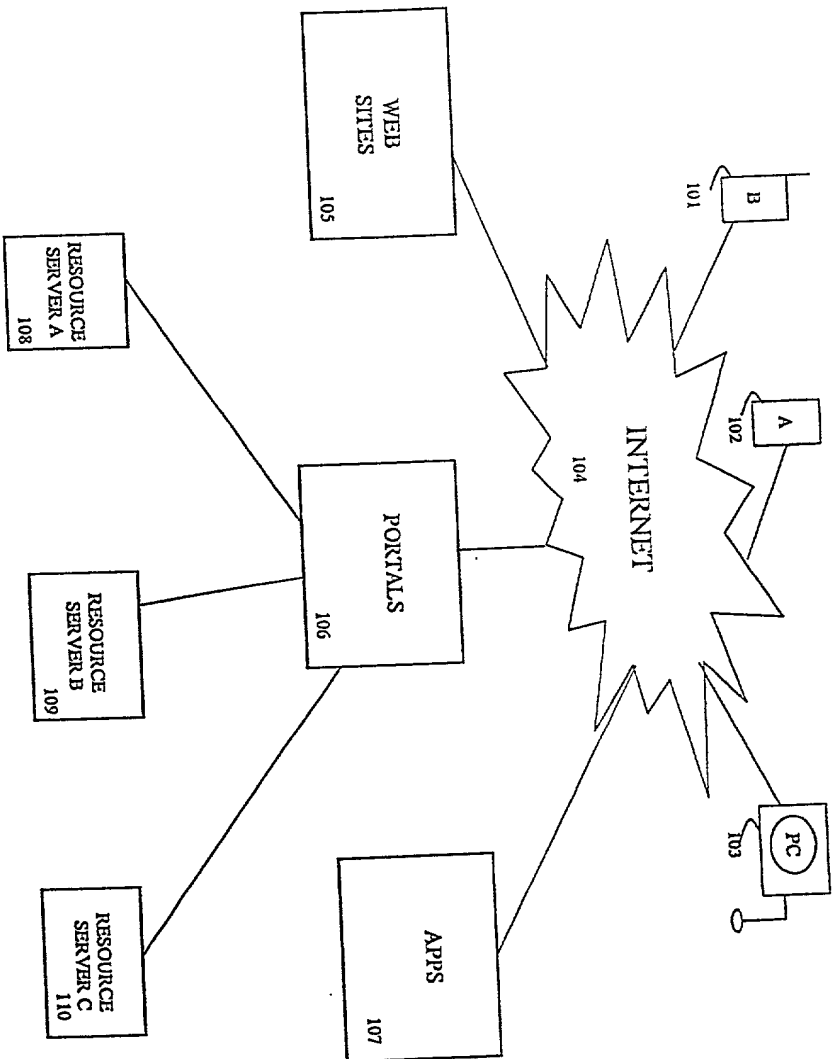 B
101
A
102
PC
103
INTERNET
104
WEB
SITES
105
PORTALS
106
APPS
107
RESOURCE
SERVER A
108
RESOURCE
SERVER B
109
RESOURCE
SERVER C
110